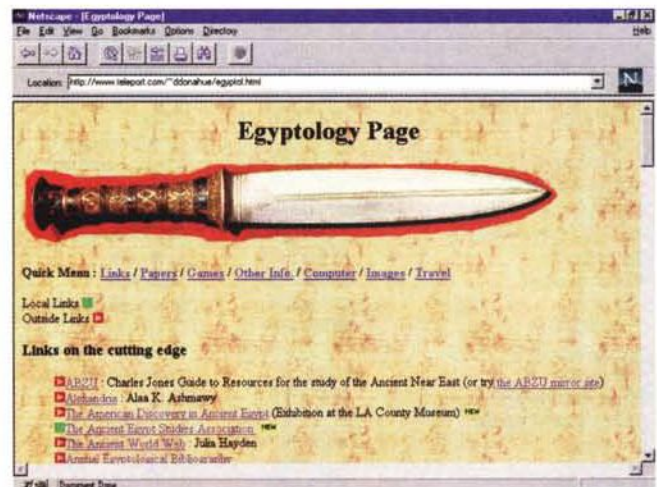 Netscape - [Egyptology Page]
File Edit View Go Bookmarks Options Directory Help
Location: http://www.teleport.com/~ddonahue/egyptol.html
N
Egyptology Page
Quick Menu : Links / Papers / Games / Other Info. / Computer / Images / Travel
Local Links
Outside Links
Links on the cutting edge
ABZU : Charles Jones Guide to Resources for the study of the Ancient Near East (or try the ABZU mirror site)
Alexandria : Alaa K. Ashmawy
The American Discovery in Ancient Egypt (Exhibition at the LA County Museum) NEW
The Ancient Egypt Studies Association NEW
The Ancient World Web : Julia Hayden
Annual Egyptological Bibliography
Document Done